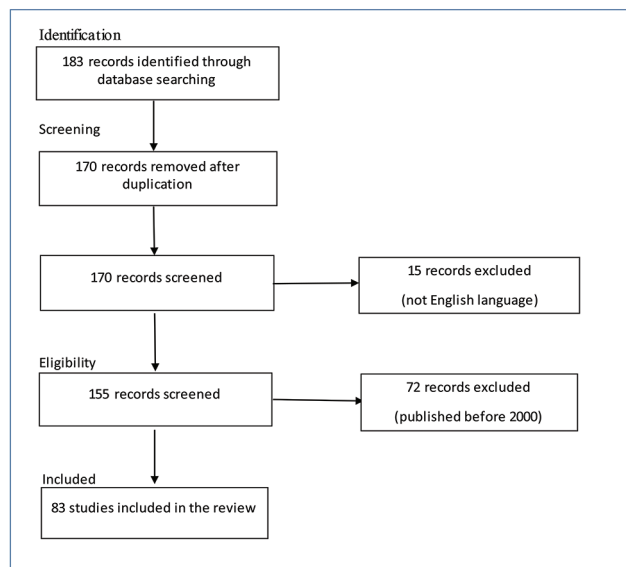 Identification
183 records identified through
database searching
Screening
170 records removed after
duplication
170 records screened
15 records excluded
(not English language)
Eligibility
155 records screened
72 records excluded
(published before 2000)
Included
83 studies included in the review